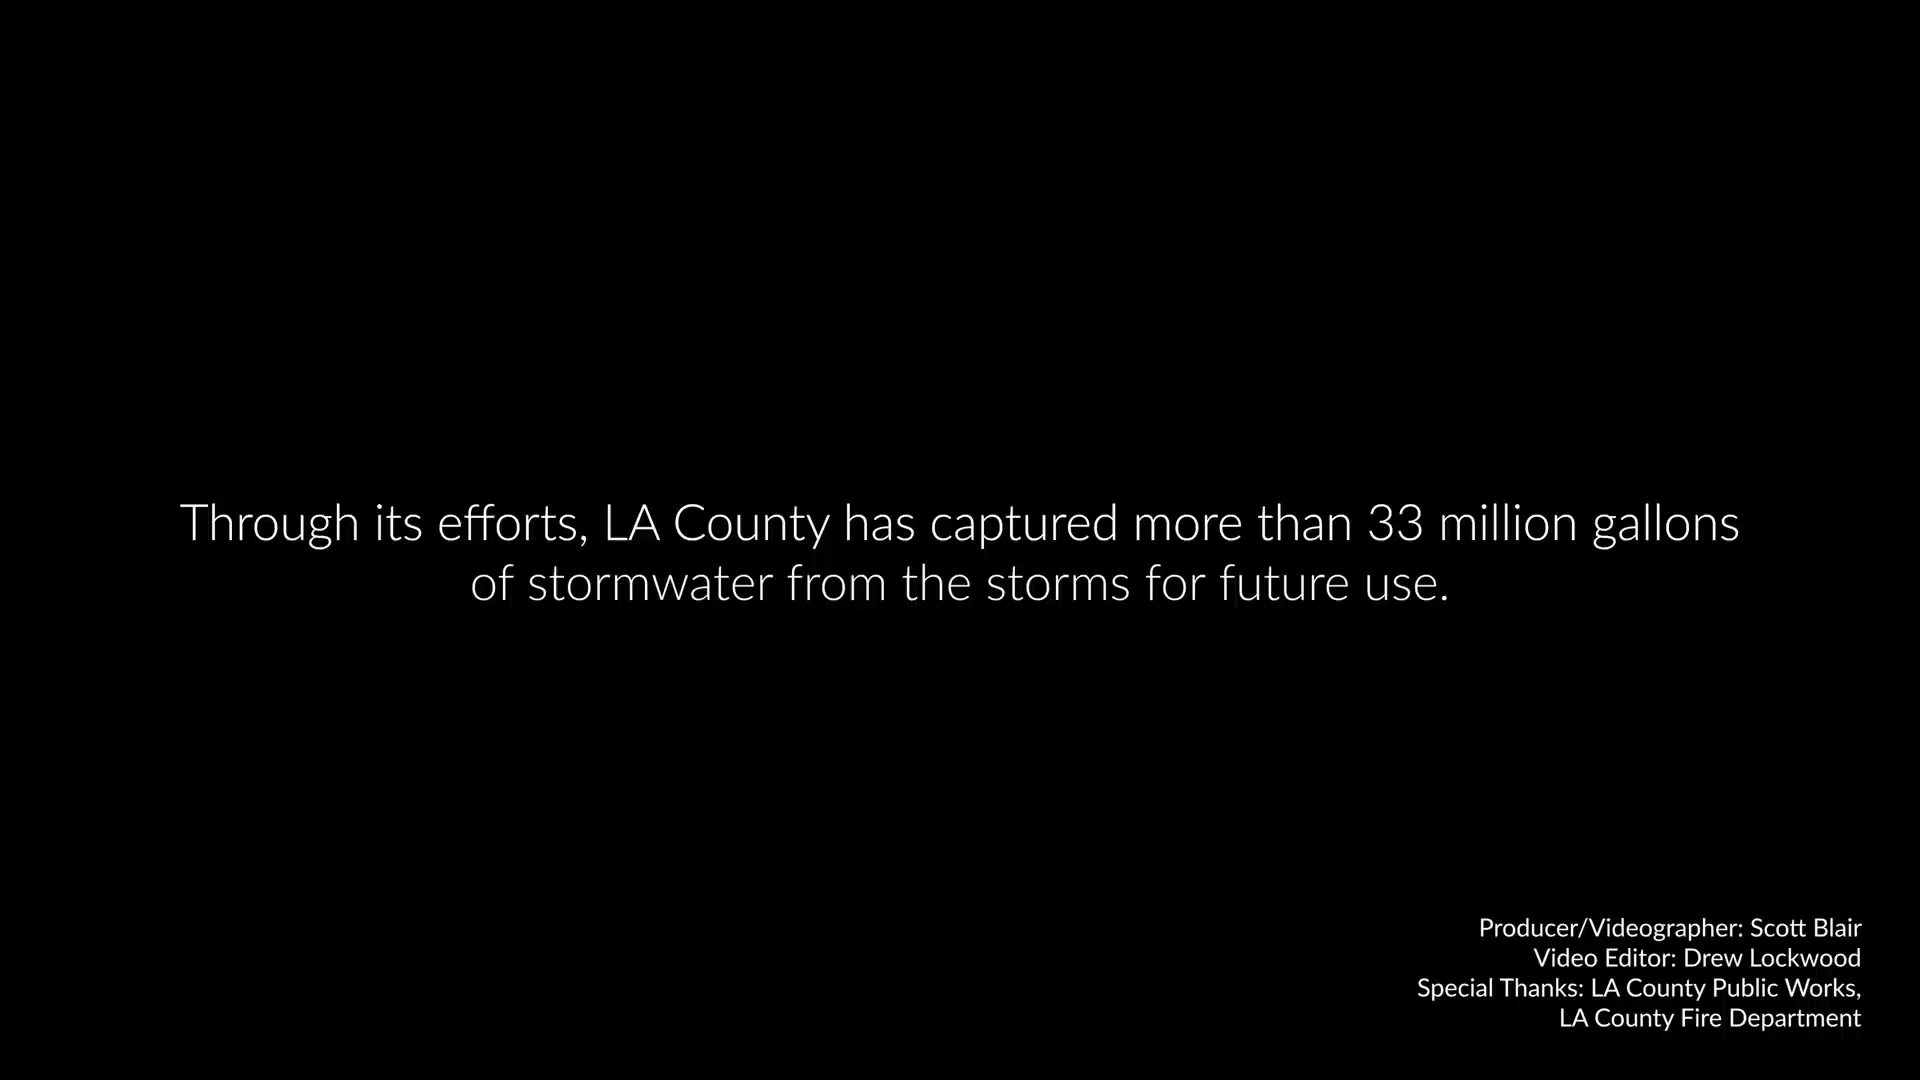 Through its efforts, LA County has captured more than 33 million gallons
of stormwater from the storms for future use.
Producer/Videographer: Scott Blair
Video Editor: Drew Lockwood
Special Thanks: LA County Public Works,
LA County Fire Department